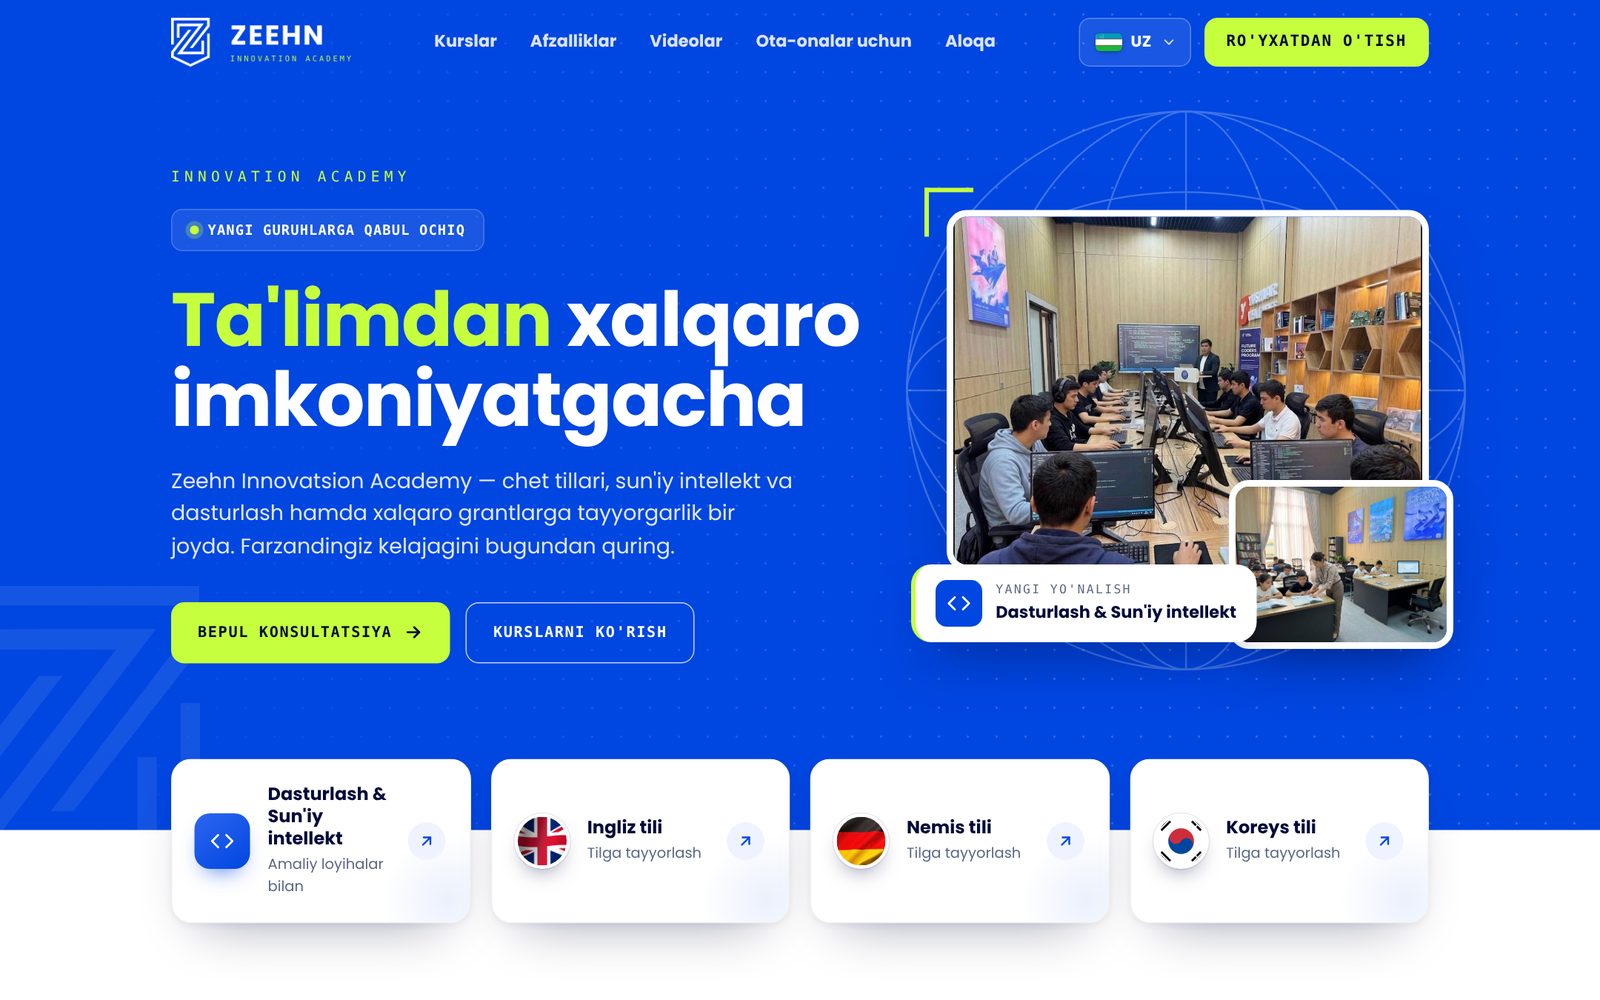 ZEEHN
INNOVATION ACADEMY
Kurslar
Afzalliklar
Videolar
Ota-onalar uchun
Aloqa
UZ
RO'YXATDAN O'TISH
INNOVATION ACADEMY
YANGI GURUHLARGA QABUL OCHIQ
Ta'limdan xalqaro
imkoniyatgacha
Zeehn Innovatsion Academy — chet tillari, sun'iy intellekt va
dasturlash hamda xalqaro grantlarga tayyorgarlik bir
joyda. Farzandingiz kelajagini bugundan quring.
BEPUL KONSULTATSIYA
KURSLARNI KO'RISH
FUTURE
CODERS
PROGRAM
YANGI YO'NALISH
Dasturlash & Sun'iy intellekt
Dasturlash &
Sun'iy
intellekt
Amaliy loyihalar
bilan
Ingliz tili
Tilga tayyorlash
Nemis tili
Tilga tayyorlash
Koreys tili
Tilga tayyorlash